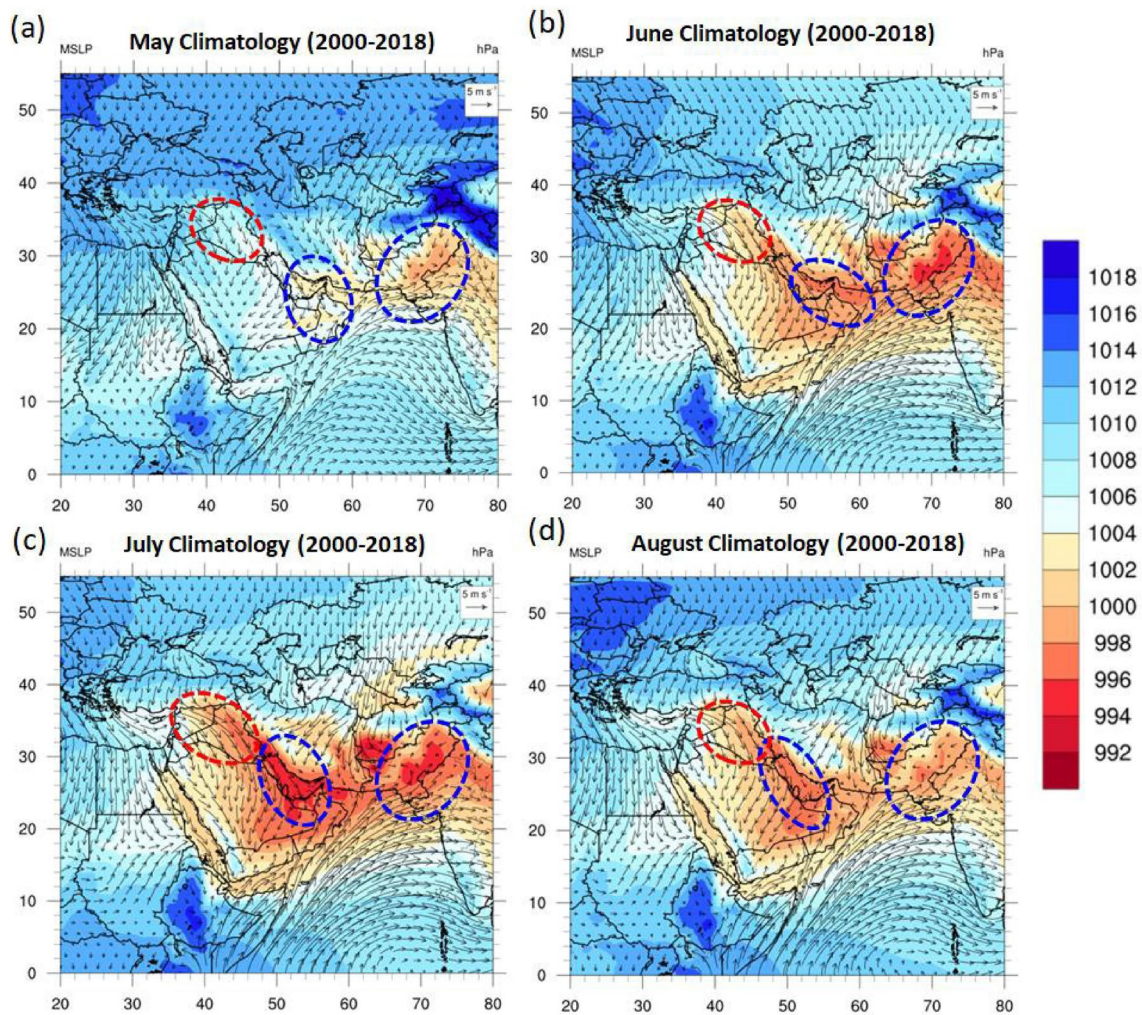 (a)
May Climatology (2000-2018)
MSLP
hPa
5 m s⁻¹
50
40
30
20
10
0
20 30 40 50 60 70 80
(b)
June Climatology (2000-2018)
MSLP
hPa
5 m s⁻¹
50
40
30
20
10
0
20 30 40 50 60 70 80
(c)
July Climatology (2000-2018)
MSLP
hPa
5 m s⁻¹
50
40
30
20
10
0
20 30 40 50 60 70 80
(d)
August Climatology (2000-2018)
MSLP
hPa
5 m s⁻¹
50
40
30
20
10
0
20 30 40 50 60 70 80
1018
1016
1014
1012
1010
1008
1006
1004
1002
1000
998
996
994
992